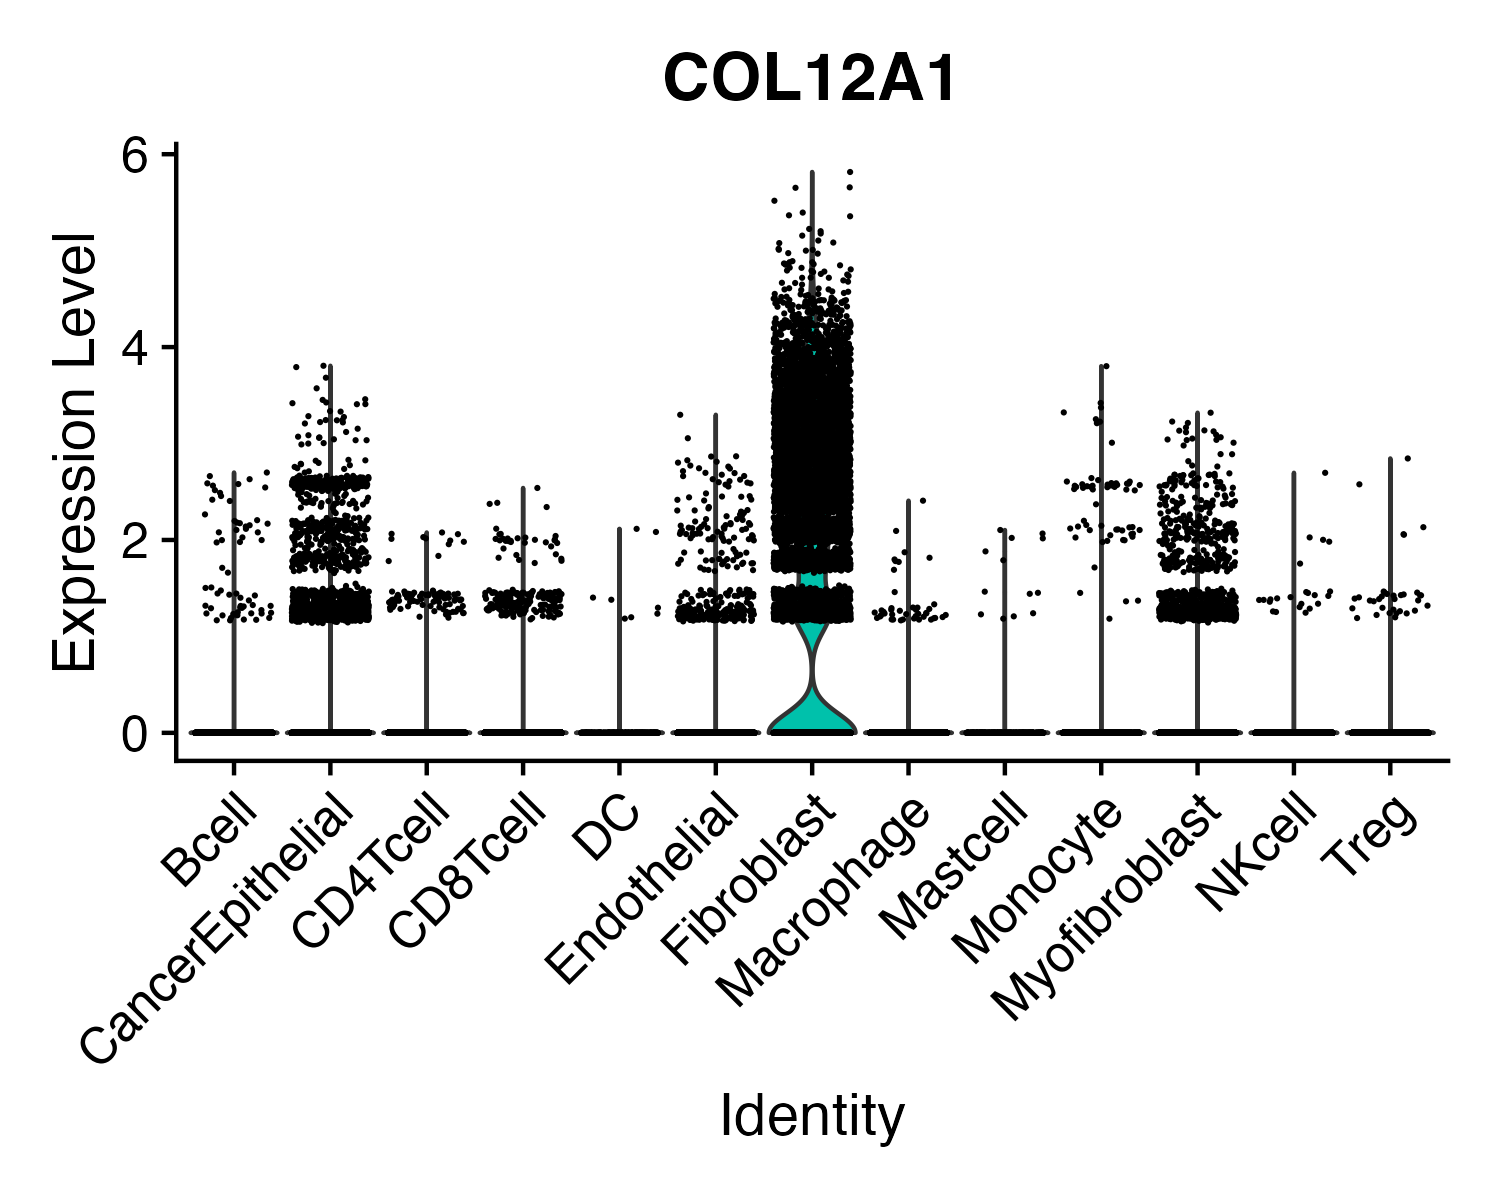 COL12A1
Expression Level
6
4
2
0
Bcell
CancerEpithelial
CD4Tcell
CD8Tcell
DC
Endothelial
Fibroblast
Macrophage
Mastcell
Monocyte
Myofibroblast
NKcell
Treg
Identity